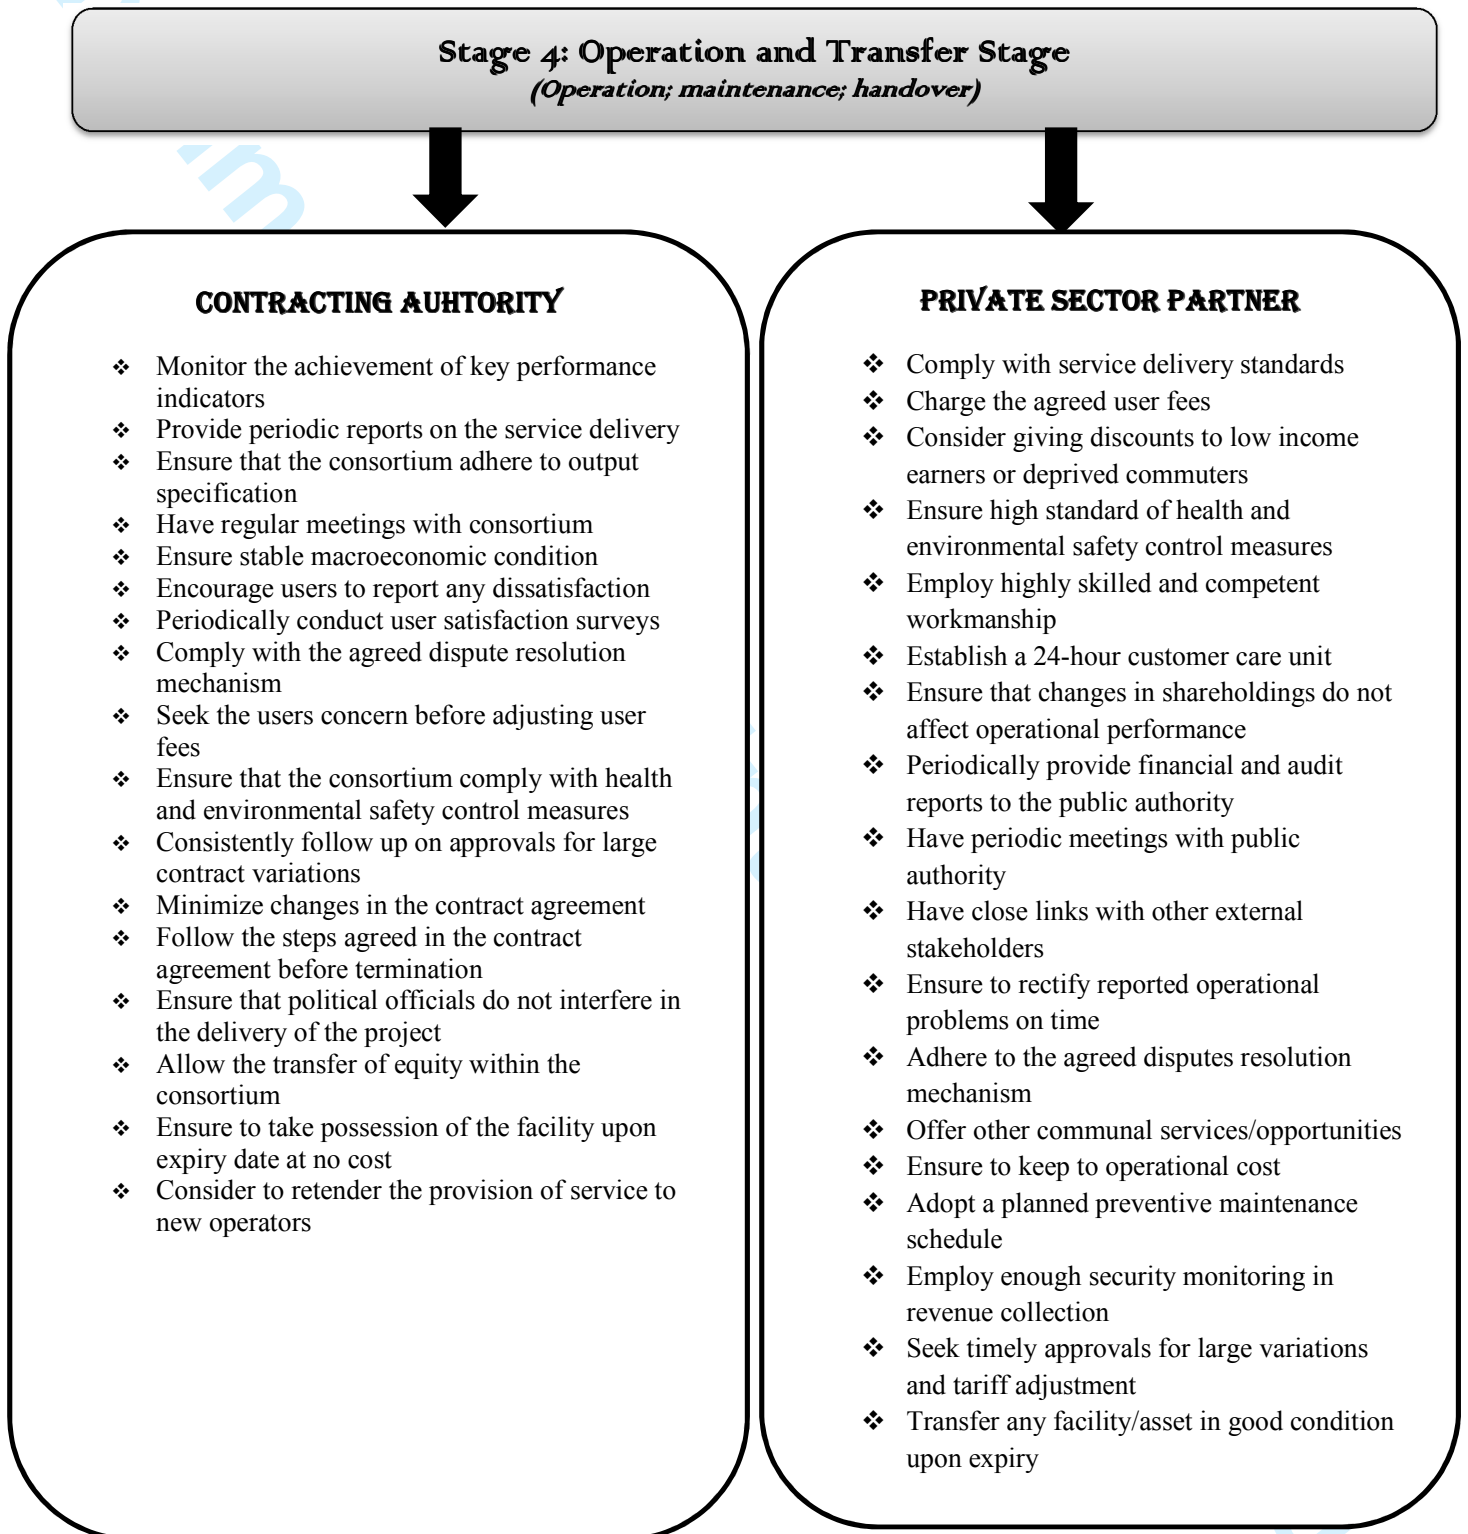 Stage 4: Operation and Transfer Stage
(Operation; maintenance; handover)
CONTRACTING AUHTORITY
❖ Monitor the achievement of key performance
indicators
❖ Provide periodic reports on the service delivery
❖ Ensure that the consortium adhere to output
specification
❖ Have regular meetings with consortium
❖ Ensure stable macroeconomic condition
❖ Encourage users to report any dissatisfaction
❖ Periodically conduct user satisfaction surveys
❖ Comply with the agreed dispute resolution
mechanism
❖ Seek the users concern before adjusting user
fees
❖ Ensure that the consortium comply with health
and environmental safety control measures
❖ Consistently follow up on approvals for large
contract variations
❖ Minimize changes in the contract agreement
❖ Follow the steps agreed in the contract
agreement before termination
❖ Ensure that political officials do not interfere in
the delivery of the project
❖ Allow the transfer of equity within the
consortium
❖ Ensure to take possession of the facility upon
expiry date at no cost
❖ Consider to retender the provision of service to
new operators
PRIVATE SECTOR PARTNER
❖ Comply with service delivery standards
❖ Charge the agreed user fees
❖ Consider giving discounts to low income
earners or deprived commuters
❖ Ensure high standard of health and
environmental safety control measures
❖ Employ highly skilled and competent
workmanship
❖ Establish a 24-hour customer care unit
❖ Ensure that changes in shareholdings do not
affect operational performance
❖ Periodically provide financial and audit
reports to the public authority
❖ Have periodic meetings with public
authority
❖ Have close links with other external
stakeholders
❖ Ensure to rectify reported operational
problems on time
❖ Adhere to the agreed disputes resolution
mechanism
❖ Offer other communal services/opportunities
❖ Ensure to keep to operational cost
❖ Adopt a planned preventive maintenance
schedule
❖ Employ enough security monitoring in
revenue collection
❖ Seek timely approvals for large variations
and tariff adjustment
❖ Transfer any facility/asset in good condition
upon expiry